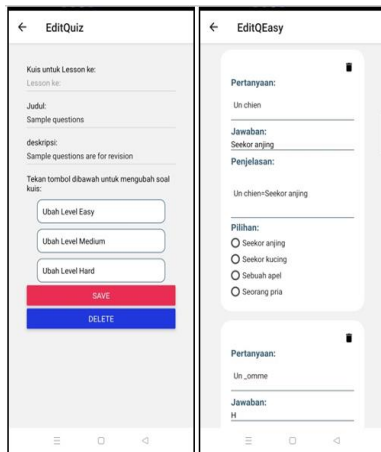 EditQuiz
Kuis untuk Lesson ke:
Lesson ke:
Judul:
Sample questions
deskripsi:
Sample questions are for revision
Tekan tombol dibawah untuk mengubah soal
kuis:
Ubah Level Easy
Ubah Level Medium
Ubah Level Hard
SAVE
DELETE
EditQEasy
Pertanyaan:
Un chien
Jawaban:
Seekor anjing
Penjelasan:
Un chien=Seekor anjing
Pilihan:
Seekor anjing
Seekor kucing
Sebuah apel
Seorang pria
Pertanyaan:
Un _omme
Jawaban:
H